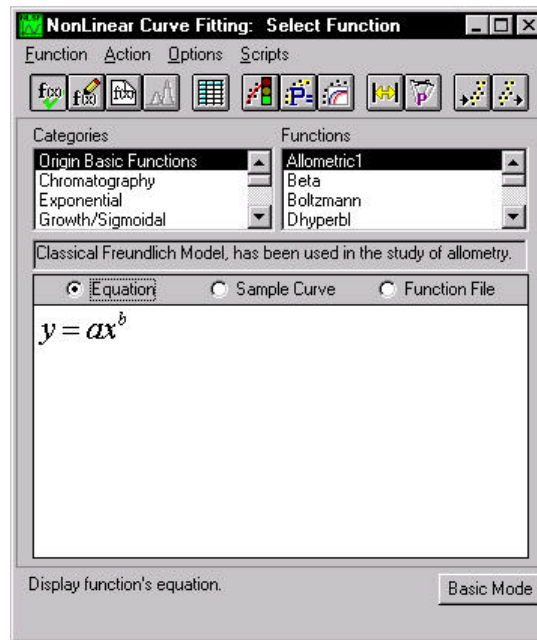 NonLinear Curve Fitting: Select Function
Function Action Options Scripts
f(x) f(x) f(x) P= P
Categories Functions
Origin Basic Functions Allometric1
Chromatography Beta
Exponential Boltzmann
Growth/Sigmoidal Dhyperbl
Classical Freundlich Model, has been used in the study of allometry.
Equation Sample Curve Function File
y = ax^b
Display function's equation. Basic Mode